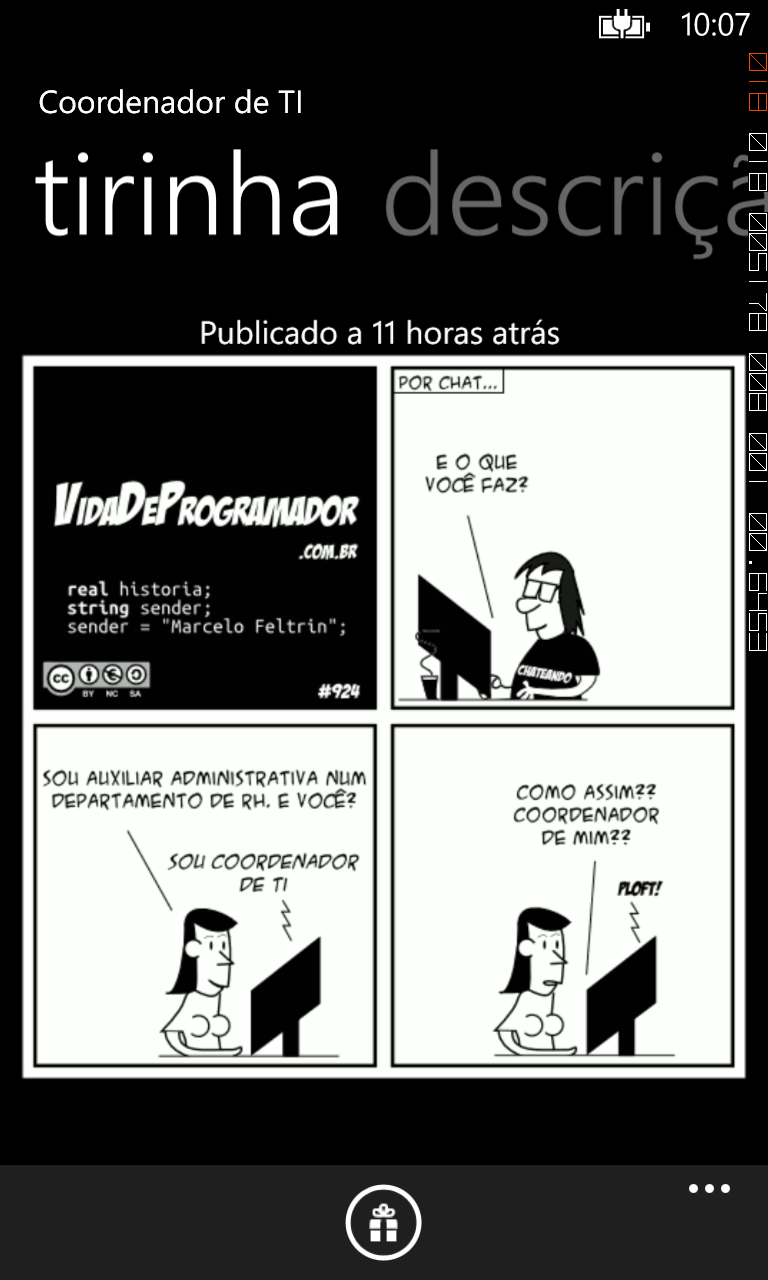 10:07
Coordenador de TI
tirinha descriçã
Publicado a 11 horas atrás
VIDADEPROGRAMADOR
.COM.BR
real historia;
string sender;
sender = "Marcelo Feltrin";
cc
BY NC SA
#924
POR CHAT...
E O QUE
VOCÊ FAZ?
CHATEANDO
SOU AUXILIAR ADMINISTRATIVA NUM
DEPARTAMENTO DE RH. E VOCÊ?
SOU COORDENADOR
DE TI
COMO ASSIM??
COORDENADOR
DE MIM??
PLOFT!